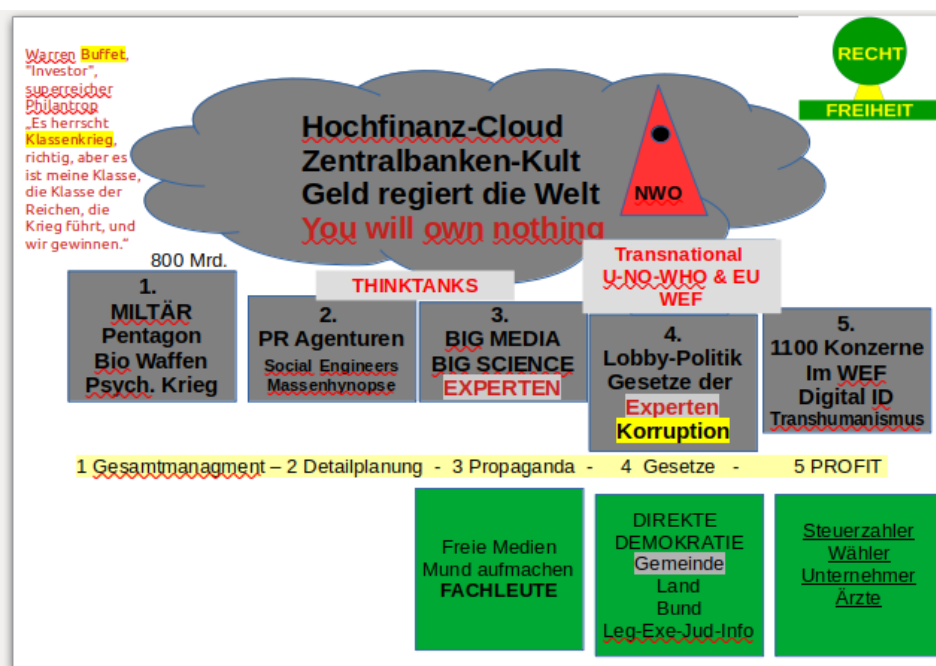 Warren Buffet,
"Investor",
superreicher
Philantrop
„Es herrscht
Klassenkrieg,
richtig, aber es
ist meine Klasse,
die Klasse der
Reichen, die
Krieg führt, und
wir gewinnen.“
RECHT
FREIHEIT
Hochfinanz-Cloud
Zentralbanken-Kult
Geld regiert die Welt
You will own nothing
NWO
800 Mrd.
THINKTANKS
Transnational
U-NO-WHO & EU
WEF
1.
MILTÄR
Pentagon
Bio Waffen
Psych. Krieg
2.
PR Agenturen
Social Engineers
Massenhynopse
3.
BIG MEDIA
BIG SCIENCE
EXPERTEN
4.
Lobby-Politik
Gesetze der
Experten
Korruption
5.
1100 Konzerne
Im WEF
Digital ID
Transhumanismus
1 Gesamtmanagment – 2 Detailplanung - 3 Propaganda - 4 Gesetze - 5 PROFIT
Freie Medien
Mund aufmachen
FACHLEUTE
DIREKTE
DEMOKRATIE
Gemeinde
Land
Bund
Leg-Exe-Jud-Info
Steuerzahler
Wähler
Unternehmer
Ärzte